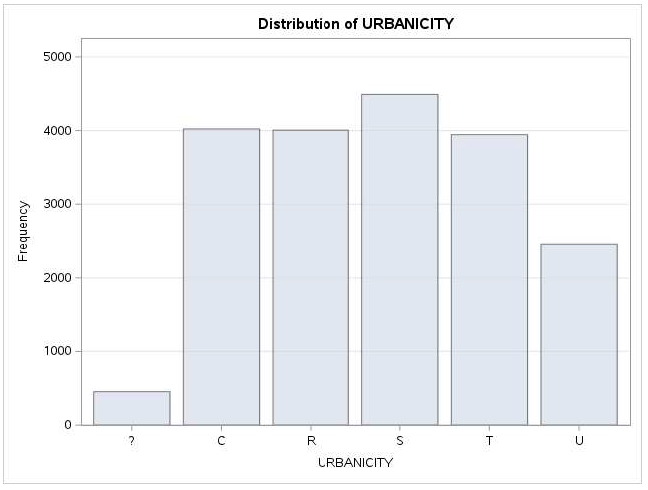 Distribution of URBANICITY
5000
4000
3000
2000
1000
0
Frequency
? C R S T U
URBANICITY